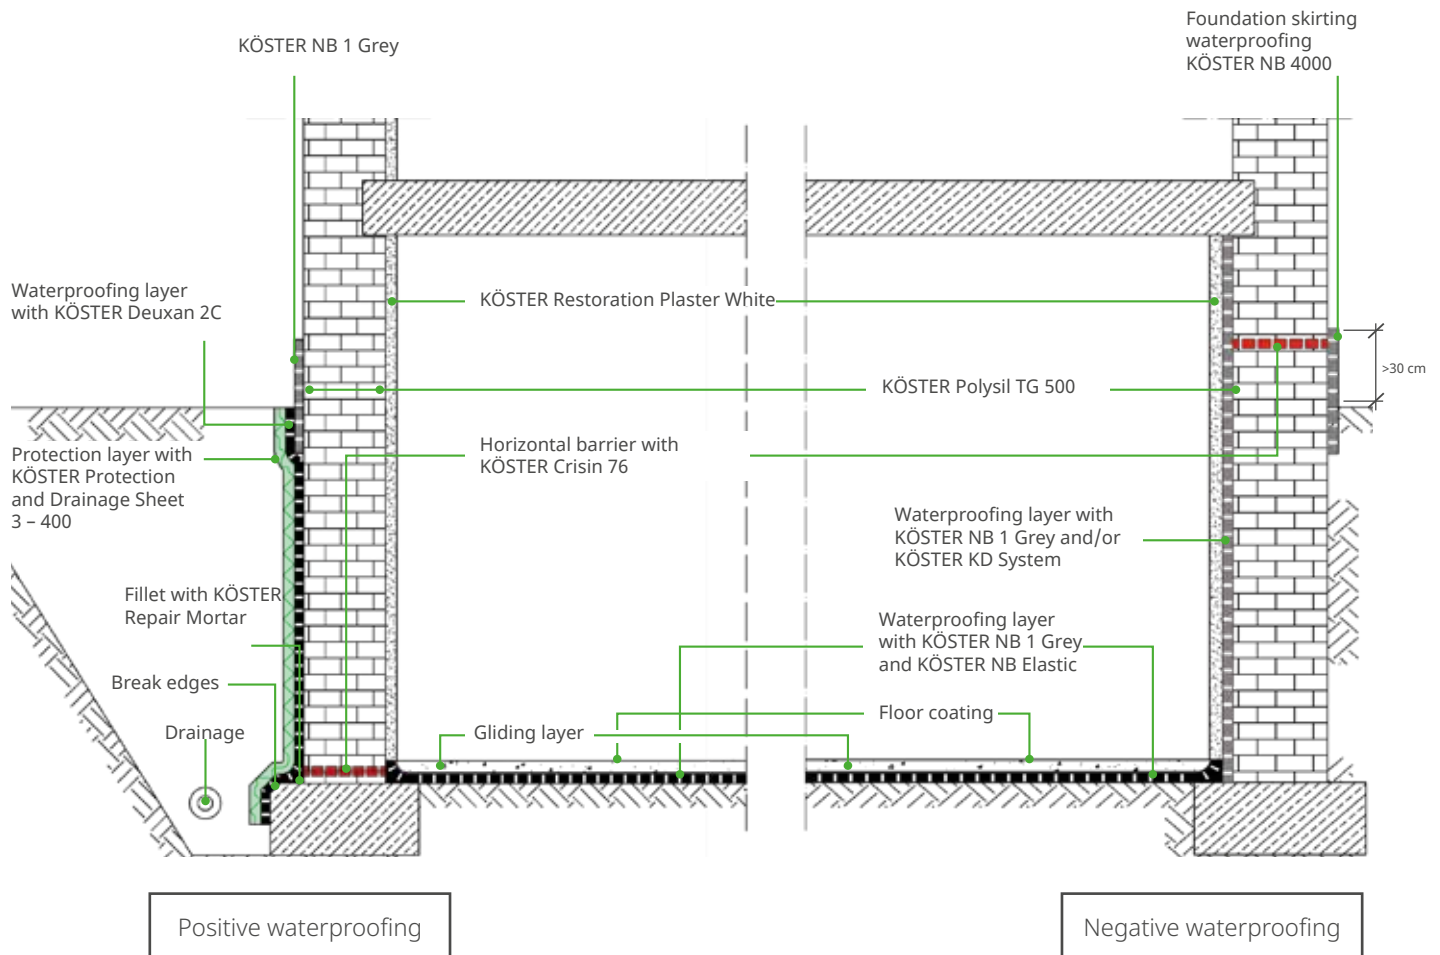 KÖSTER NB 1 Grey
Foundation skirting
waterproofing
KÖSTER NB 4000
Waterproofing layer
with KÖSTER Deuxan 2C
KÖSTER Restoration Plaster White
>30 cm
KÖSTER Polysil TG 500
Protection layer with
KÖSTER Protection
and Drainage Sheet
3 – 400
Horizontal barrier with
KÖSTER Crisin 76
Waterproofing layer with
KÖSTER NB 1 Grey and/or
KÖSTER KD System
Fillet with KÖSTER
Repair Mortar
Waterproofing layer
with KÖSTER NB 1 Grey
and KÖSTER NB Elastic
Break edges
Floor coating
Drainage
Gliding layer
Positive waterproofing
Negative waterproofing